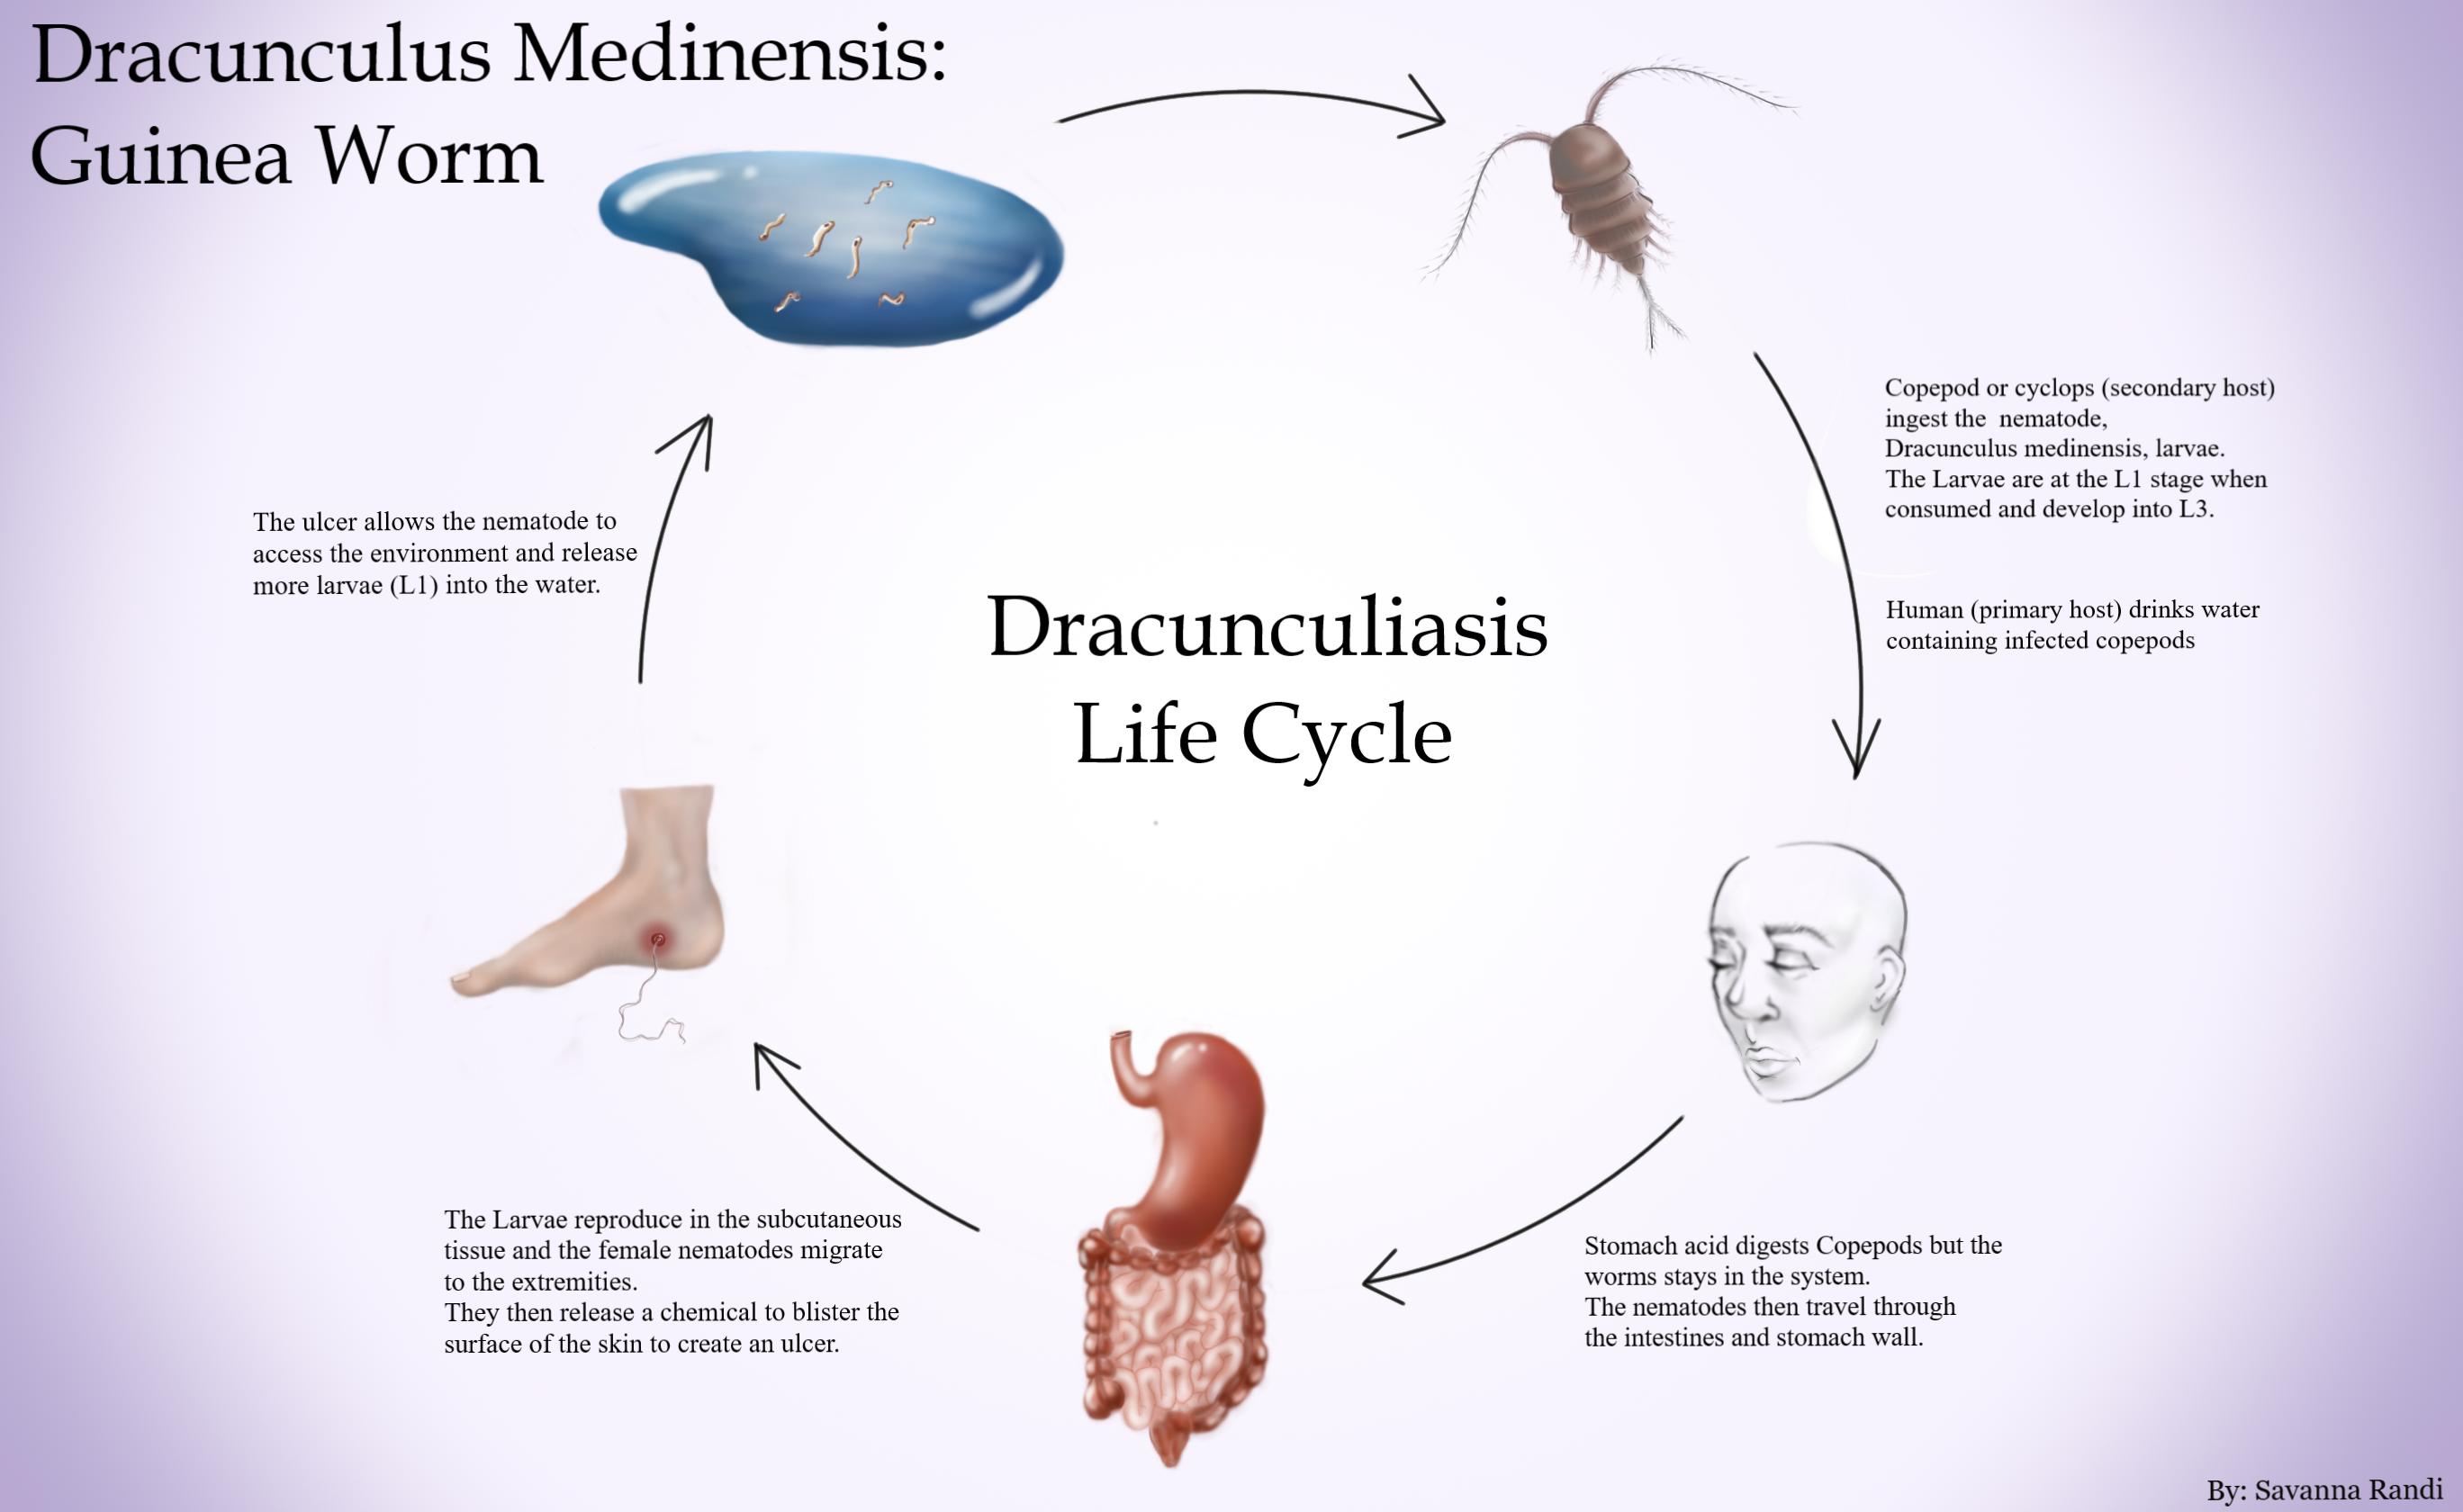 Dracunculus Medinensis:
Guinea Worm
Copepod or cyclops (secondary host)
ingest the  nematode,
Dracunculus medinensis, larvae.
The Larvae are at the L1 stage when
consumed and develop into L3.
Human (primary host) drinks water
containing infected copepods
The ulcer allows the nematode to
access the environment and release
more larvae (L1) into the water.
Dracunculiasis
Life Cycle
The Larvae reproduce in the subcutaneous
tissue and the female nematodes migrate
to the extremities.
They then release a chemical to blister the
surface of the skin to create an ulcer.
Stomach acid digests Copepods but the
worms stays in the system.
The nematodes then travel through
the intestines and stomach wall.
By: Savanna Randi